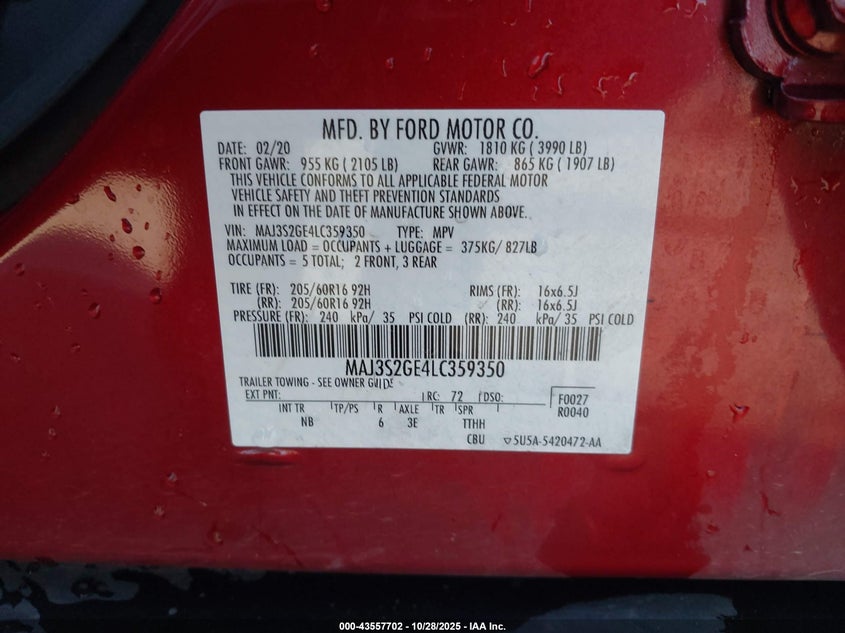 MFD. BY FORD MOTOR CO.
DATE: 02/20 GVWR: 1810 KG ( 3990 LB)
FRONT GAWR: 955 KG ( 2105 LB) REAR GAWR: 865 KG ( 1907 LB)
THIS VEHICLE CONFORMS TO ALL APPLICABLE FEDERAL MOTOR
VEHICLE SAFETY AND THEFT PREVENTION STANDARDS
IN EFFECT ON THE DATE OF MANUFACTURE SHOWN ABOVE.
VIN: MAJ3S2GE4LC359350 TYPE: MPV
MAXIMUM LOAD = OCCUPANTS + LUGGAGE = 375KG/ 827LB
OCCUPANTS = 5 TOTAL; 2 FRONT, 3 REAR
TIRE (FR): 205/60R16 92H RIMS (FR): 16x6.5J
(RR): 205/60R16 92H (RR): 16x6.5J
PRESSURE (FR): 240 kPa/ 35 PSI COLD (RR): 240 kPa/ 35 PSI COLD
MAJ3S2GE4LC359350
TRAILER TOWING - SEE OWNER GUIDE
EXT PNT: RC: 72 DSO: F0027
INT TR TP/PS R AXLE TR SPR R0040
NB 6 3E TTHH
CBU 5U5A-5420472-AA
000-43557702 - 10/28/2025 - IAA Inc.